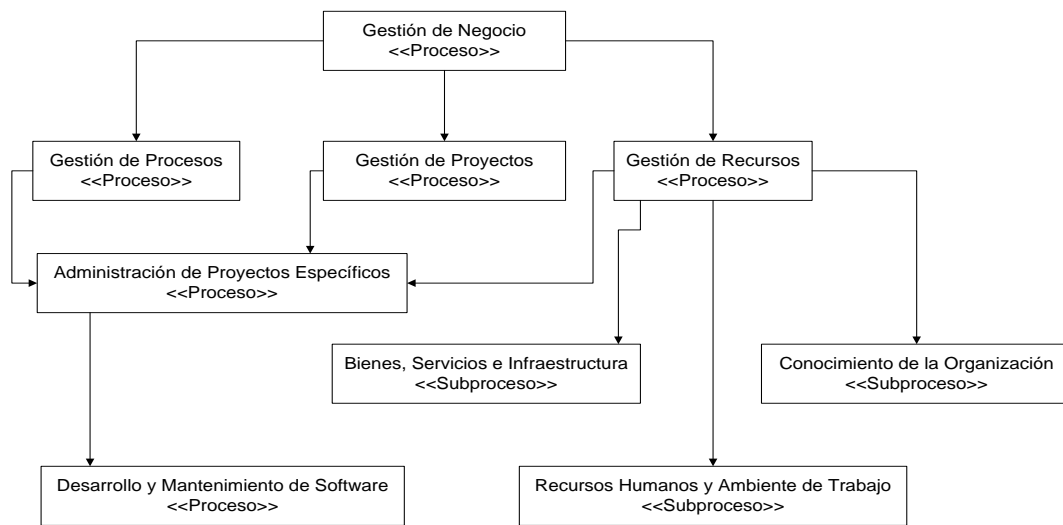 Gestión de Negocio
<<Proceso>>
Gestión de Procesos
<<Proceso>>
Gestión de Proyectos
<<Proceso>>
Gestión de Recursos
<<Proceso>>
Administración de Proyectos Específicos
<<Proceso>>
Bienes, Servicios e Infraestructura
<<Subproceso>>
Conocimiento de la Organización
<<Subproceso>>
Desarrollo y Mantenimiento de Software
<<Proceso>>
Recursos Humanos y Ambiente de Trabajo
<<Subproceso>>